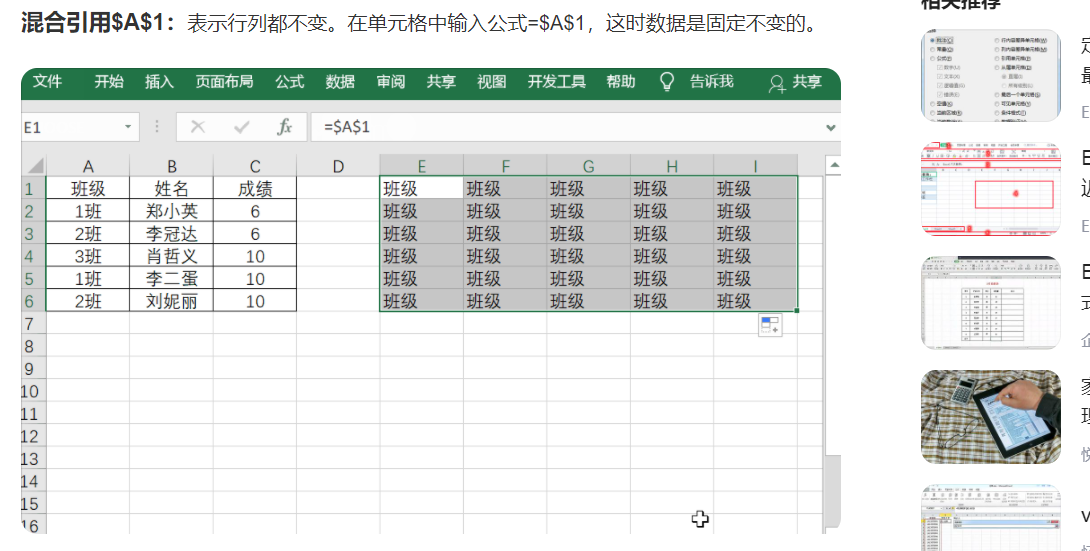 混合引用$A$1：表示行列都不变。在单元格中输入公式=$A$1，这时数据是固定不变的。
相关推荐
文件 开始 插入 页面布局 公式 数据 审阅 共享 视图 开发工具 帮助 告诉我 共享
E1 fx =$A$1
A B C D E F G H I
1 班级 姓名 成绩 班级 班级 班级 班级 班级
2 1班 郑小英 6 班级 班级 班级 班级 班级
3 2班 李冠达 6 班级 班级 班级 班级 班级
4 3班 肖哲义 10 班级 班级 班级 班级 班级
5 1班 李二蛋 10 班级 班级 班级 班级 班级
6 2班 刘妮丽 10 班级 班级 班级 班级 班级
7
8
9
10
11
12
13
14
15
16